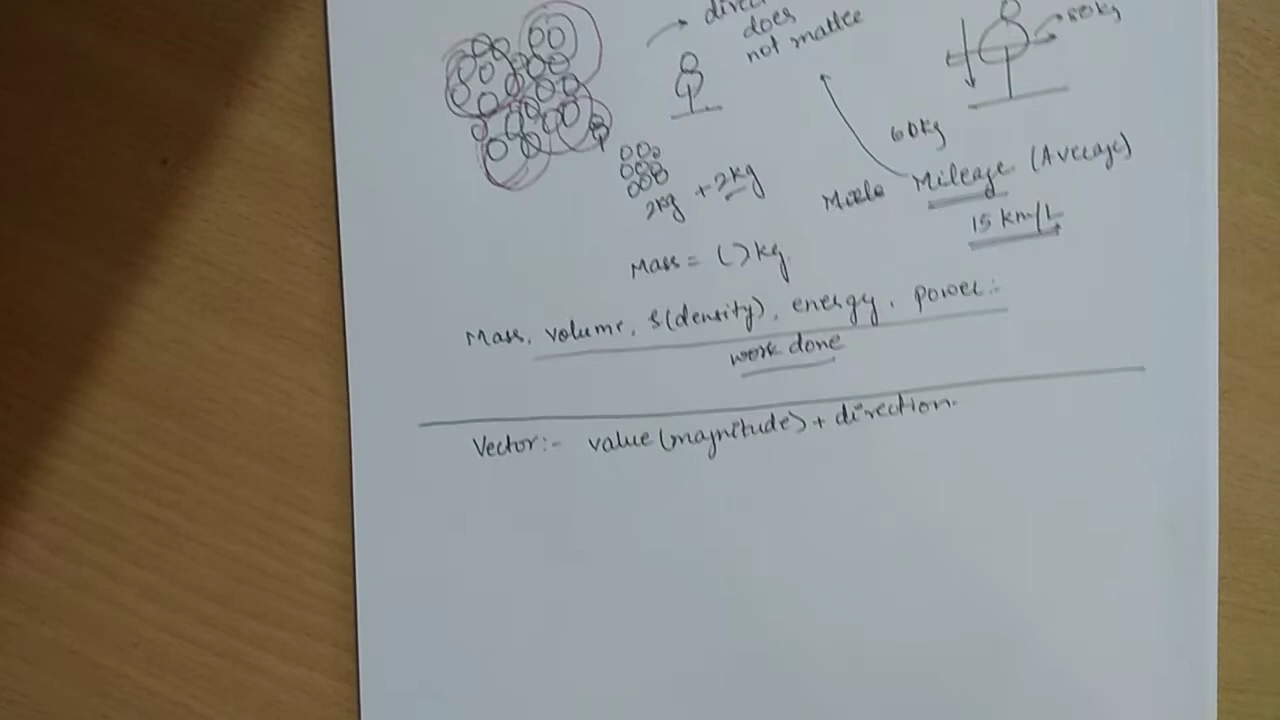 does
not matter
60kg
Mileage (Average)
15 km/L
2kg + 2kg
Mass = ( ) kg.
Mass, volume, S(density), energy, power:-
work done
Vector:- value (magnitude) + direction.